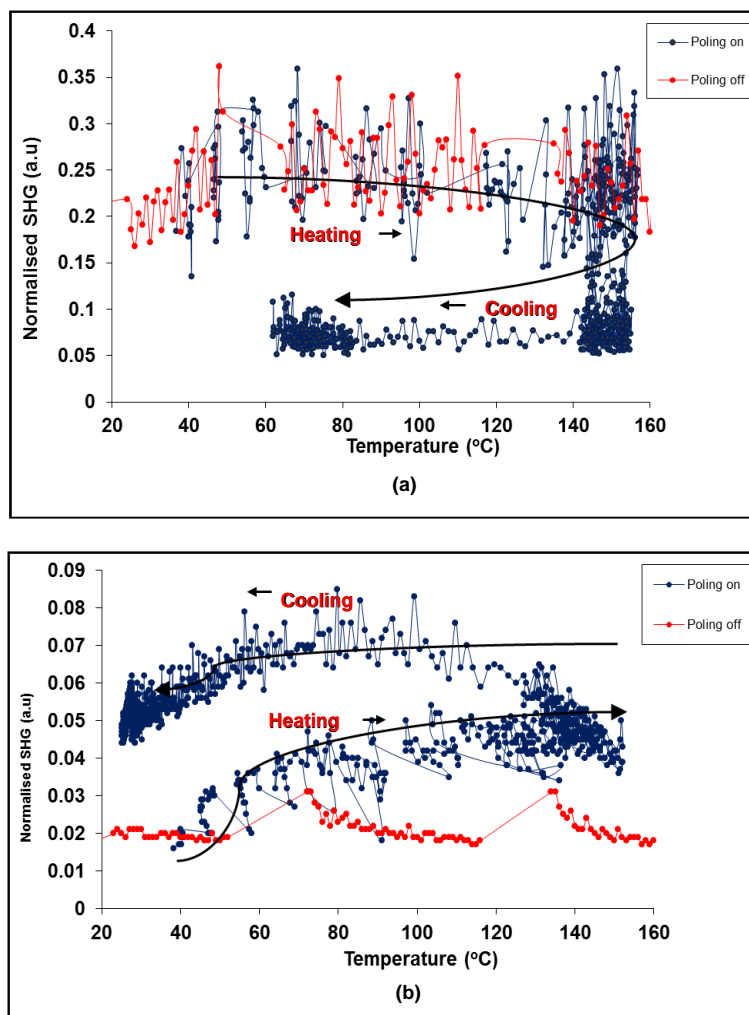 0.4
0.35
0.3
0.25
0.2
0.15
0.1
0.05
0
Normalised SHG (a.u)
Poling on
Poling off
Heating
Cooling
20 40 60 80 100 120 140 160
Temperature (oC)
(a)
0.09
0.08
0.07
0.06
0.05
0.04
0.03
0.02
0.01
0
Normalised SHG (a.u)
Poling on
Poling off
Cooling
Heating
20 40 60 80 100 120 140 160
Temperature (oC)
(b)